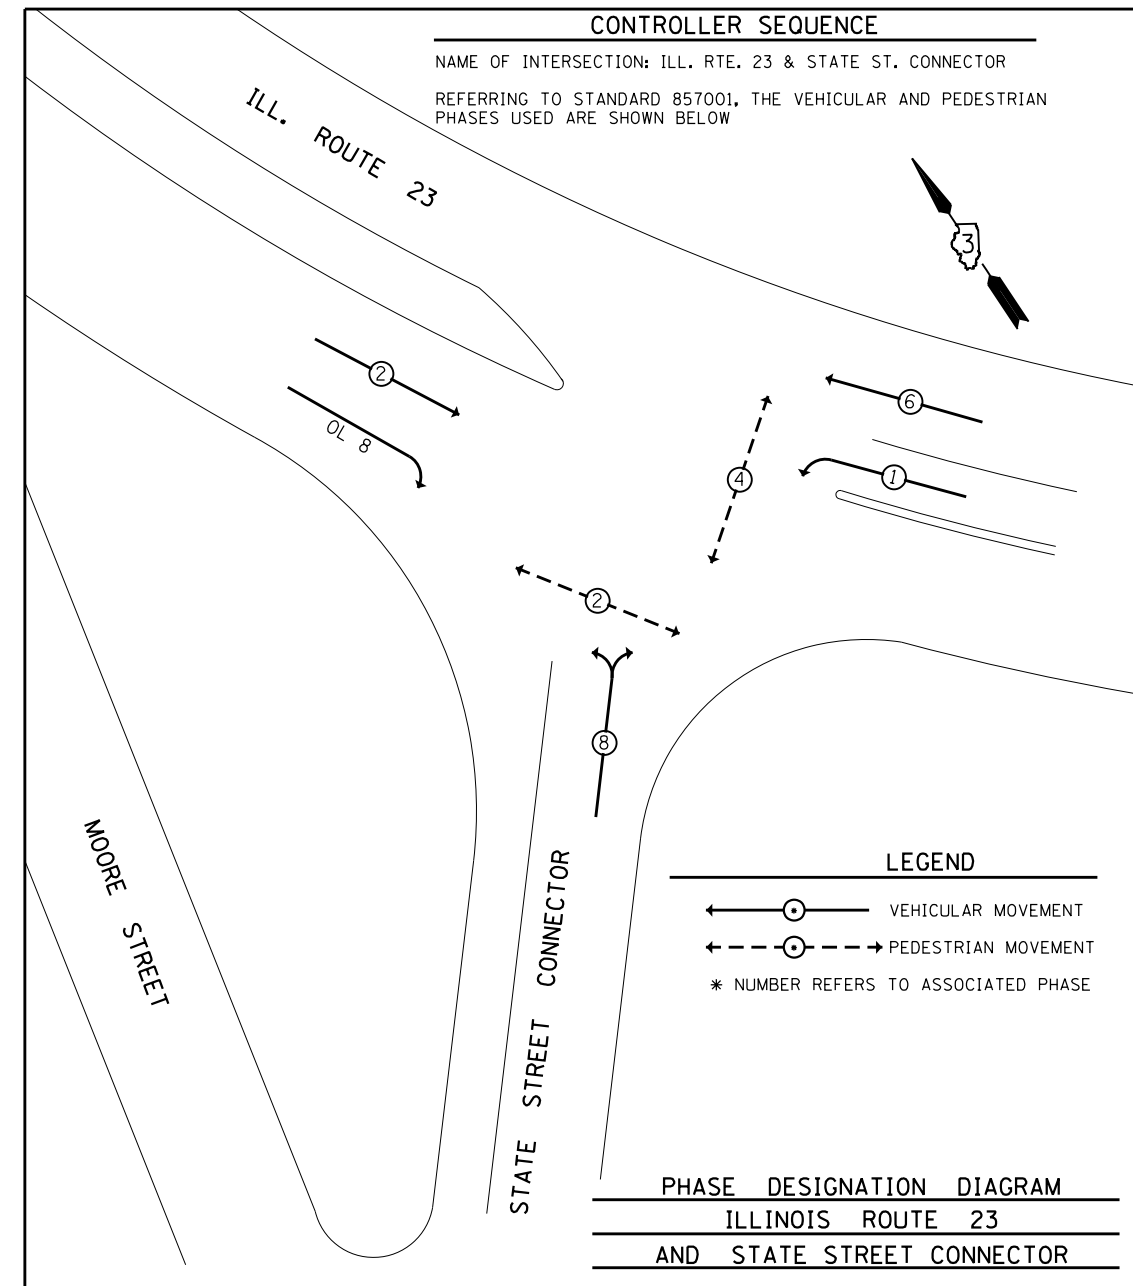 CONTROLLER SEQUENCE
NAME OF INTERSECTION: ILL. RTE. 23 & STATE ST. CONNECTOR
REFERRING TO STANDARD 857001, THE VEHICULAR AND PEDESTRIAN
PHASES USED ARE SHOWN BELOW
ILL. ROUTE 23
3
2
OL 8
6
1
4
2
8
MOORE STREET
STATE STREET CONNECTOR
LEGEND
* VEHICULAR MOVEMENT
* PEDESTRIAN MOVEMENT
* NUMBER REFERS TO ASSOCIATED PHASE
PHASE DESIGNATION DIAGRAM
ILLINOIS ROUTE 23
AND STATE STREET CONNECTOR